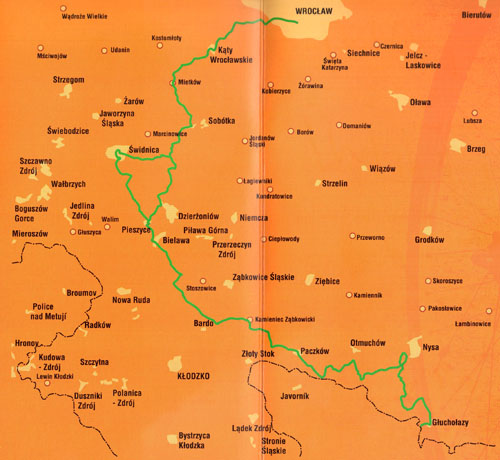 WROCŁAW
Wądroże Wielkie
Bierutów
Kostomłoty
Mściwojów
Udanin
Kąty
Wrocławskie
Siechnice
Czernica
Jelcz -
Laskowice
Święta
Katarzyna
Strzegom
Mietków
Kobierzyce
Żórawina
Żarów
Oława
Jaworzyna
Śląska
Sobótka
Lubsza
Świebodzice
Marcinowice
Borów
Domaniów
Jordanów
Śląski
Brzeg
Świdnica
Szczawno
Zdrój
Wałbrzych
Łagiewniki
Kondratowice
Strzelin
Wiązów
Boguszów
Gorce
Jedlina
Zdrój
Walim
Dzierżoniów
Niemcza
Mieroszów
Głuszyca
Pieszyce
Piława Górna
Bielawa
Przerzeczyn
Zdrój
Ciepłowody
Przeworno
Grodków
Ząbkowice Śląskie
Ziębice
Stoszowice
Skoroszyce
Broumov
Nowa Ruda
Kamiennik
Police
nad Metují
Pakosławice
Łambinowice
Radków
Bardo
Kamieniec Ząbkowicki
Hronov
Kudowa
- Zdrój
Szczytna
Złoty Stok
Paczków
Otmuchów
Nysa
Lewin Kłodzki
KŁODZKO
Duszniki
Zdrój
Polanica
- Zdrój
Javorník
Głuchołazy
Lądek Zdrój
Bystrzyca
Kłodzka
Stronie
Śląskie